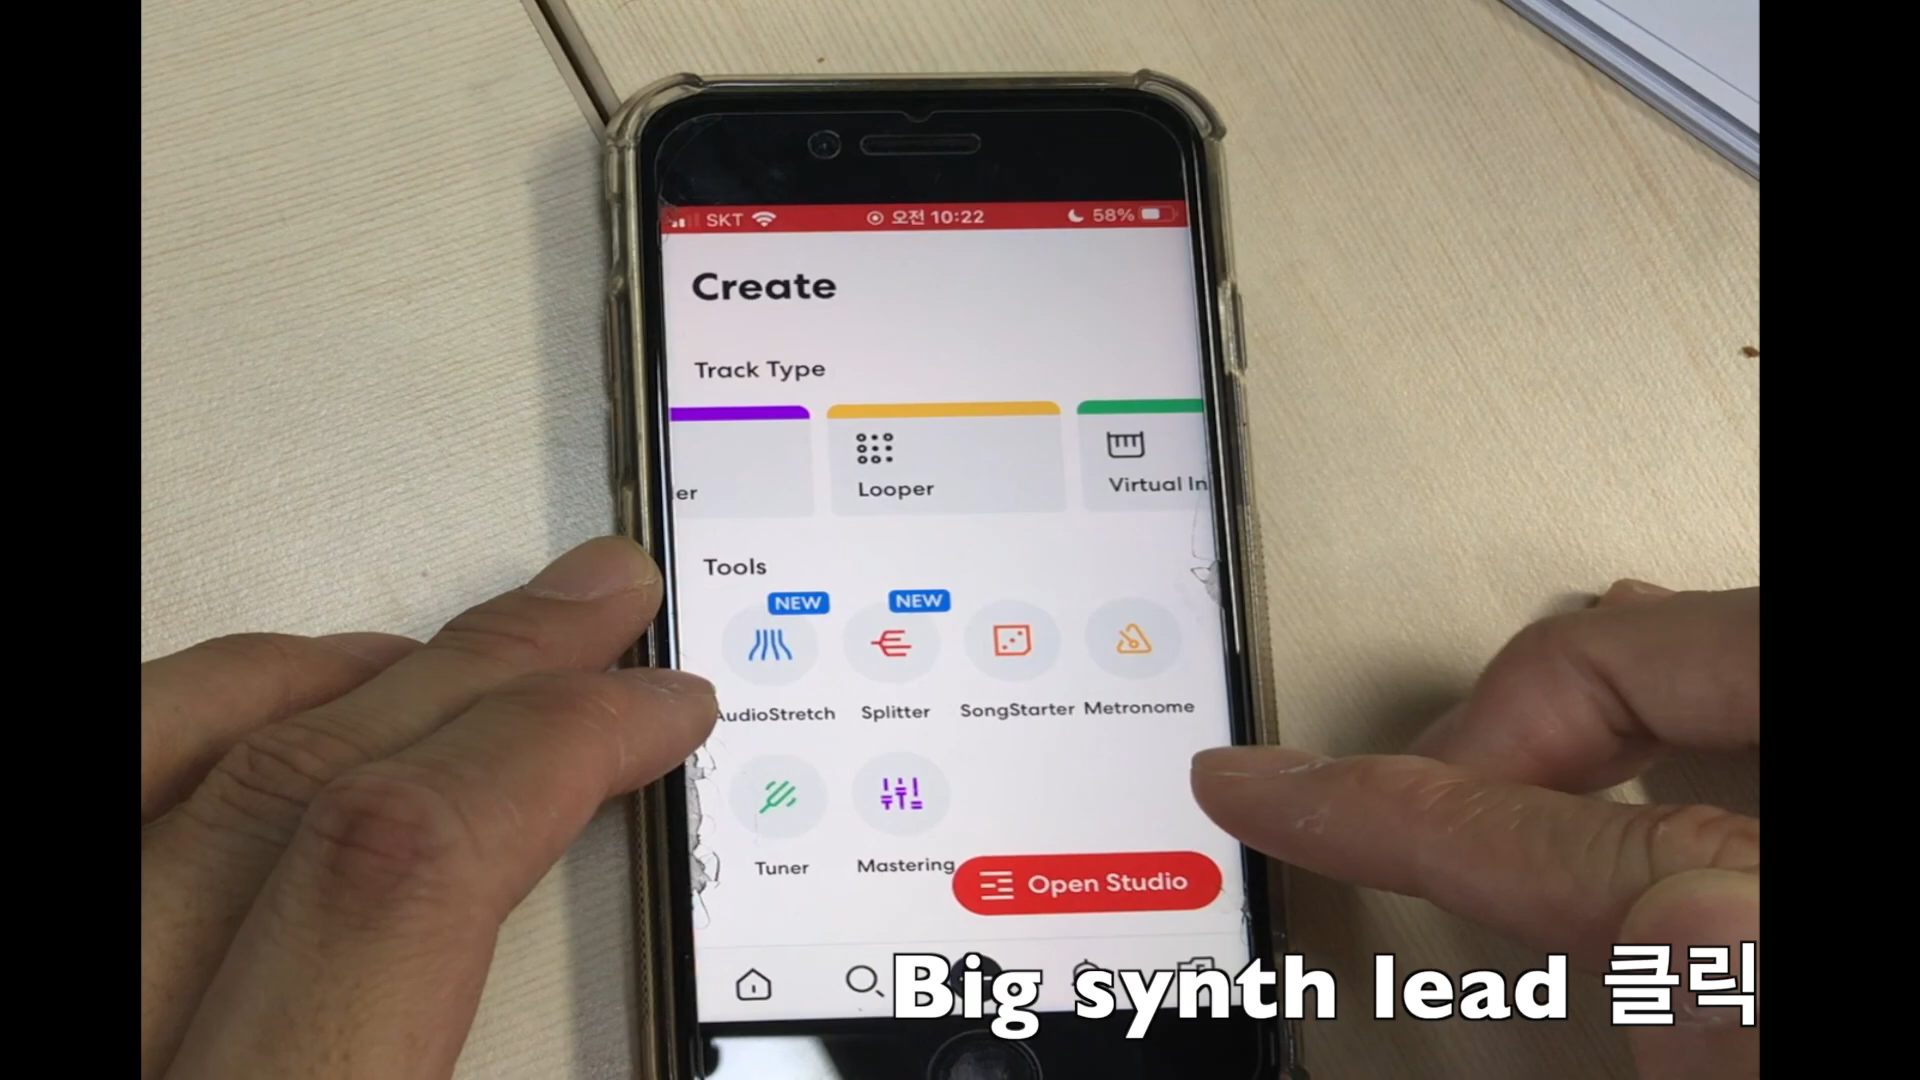 SKT 오전 10:22 58%
Create
Track Type
er Looper Virtual In
Tools
NEW NEW
AudioStretch Splitter SongStarter Metronome
Tuner Mastering
Open Studio
Big synth lead 클릭